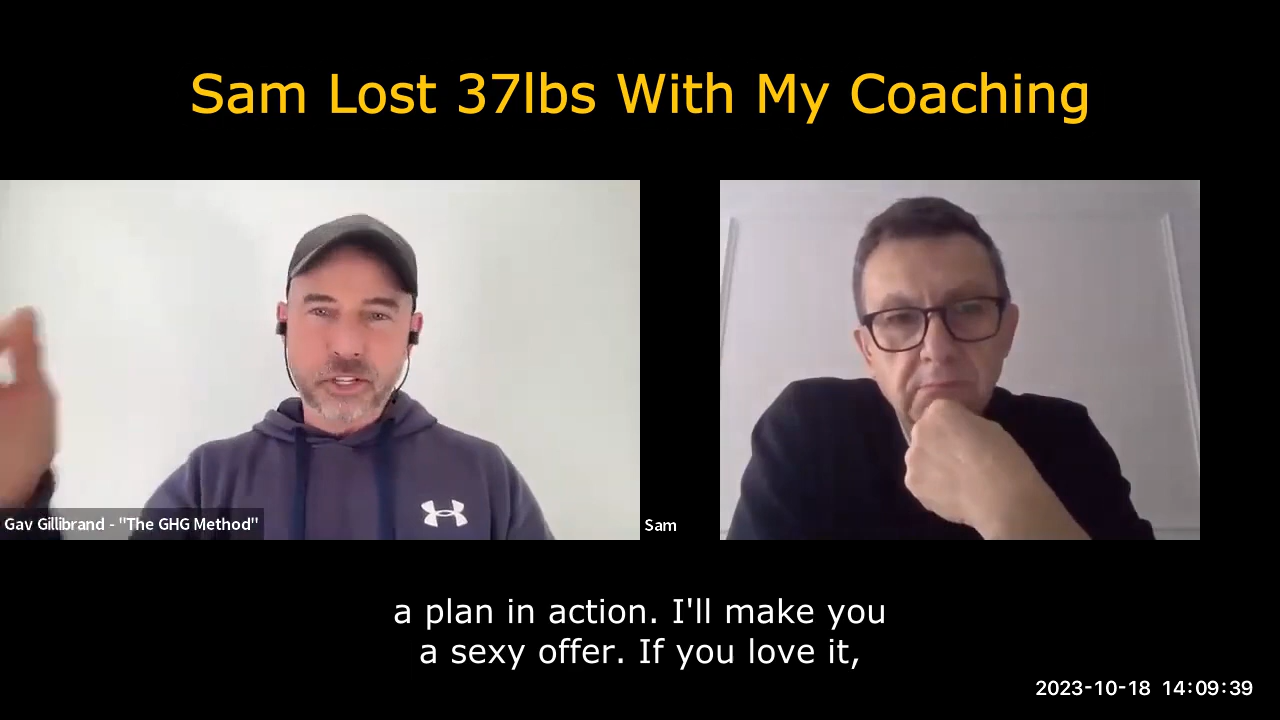 Sam Lost 37lbs With My Coaching
Gav Gillibrand - "The GHG Method"
Sam
a plan in action. I'll make you
a sexy offer. If you love it,
2023-10-18 14:09:39